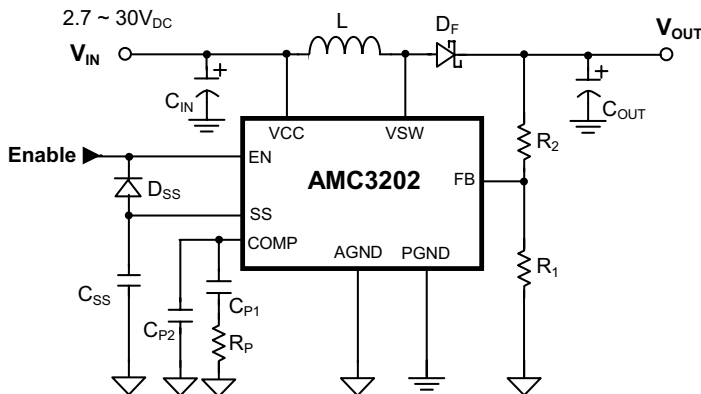 2.7 ~ 30VDC
L
DF
VOUT
VIN
CIN
COUT
VCC
VSW
R2
Enable
EN
AMC3202
FB
DSS
SS
COMP
AGND
PGND
R1
CSS
CP1
CP2
RP